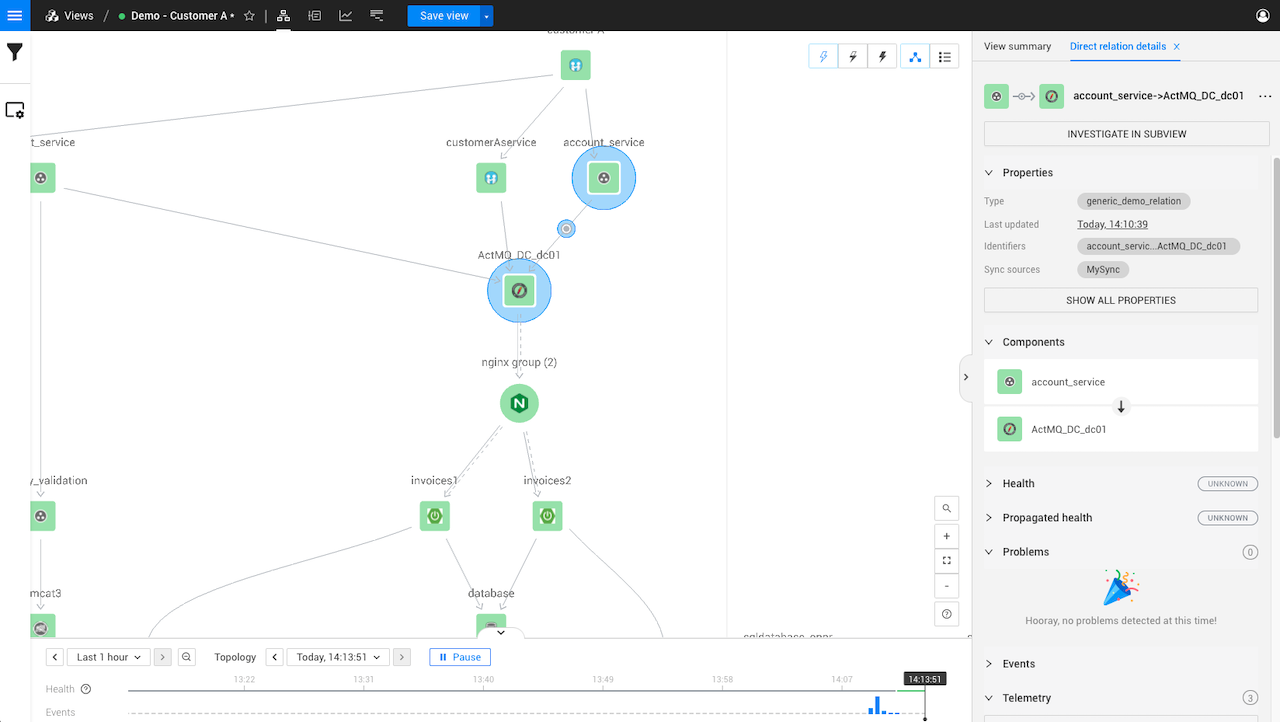 Views / Demo - Customer A * Save view
customer A
t_service
customerAservice
account_service
ActMQ_DC_dc01
nginx group (2)
y_validation
invoices1
invoices2
mcat3
database
View summary
Direct relation details ×
account_service->ActMQ_DC_dc01 ...
INVESTIGATE IN SUBVIEW
Properties
Type generic_demo_relation
Last updated Today, 14:10:39
Identifiers account_servic...ActMQ_DC_dc01
Sync sources MySync
SHOW ALL PROPERTIES
Components
account_service
ActMQ_DC_dc01
Health UNKNOWN
Propagated health UNKNOWN
Problems 0
Hooray, no problems detected at this time!
Events
Telemetry 3
Last 1 hour Topology Today, 14:13:51 Pause
13:22 13:31 13:40 13:49 13:58 14:07 14:13:51
Health
Events